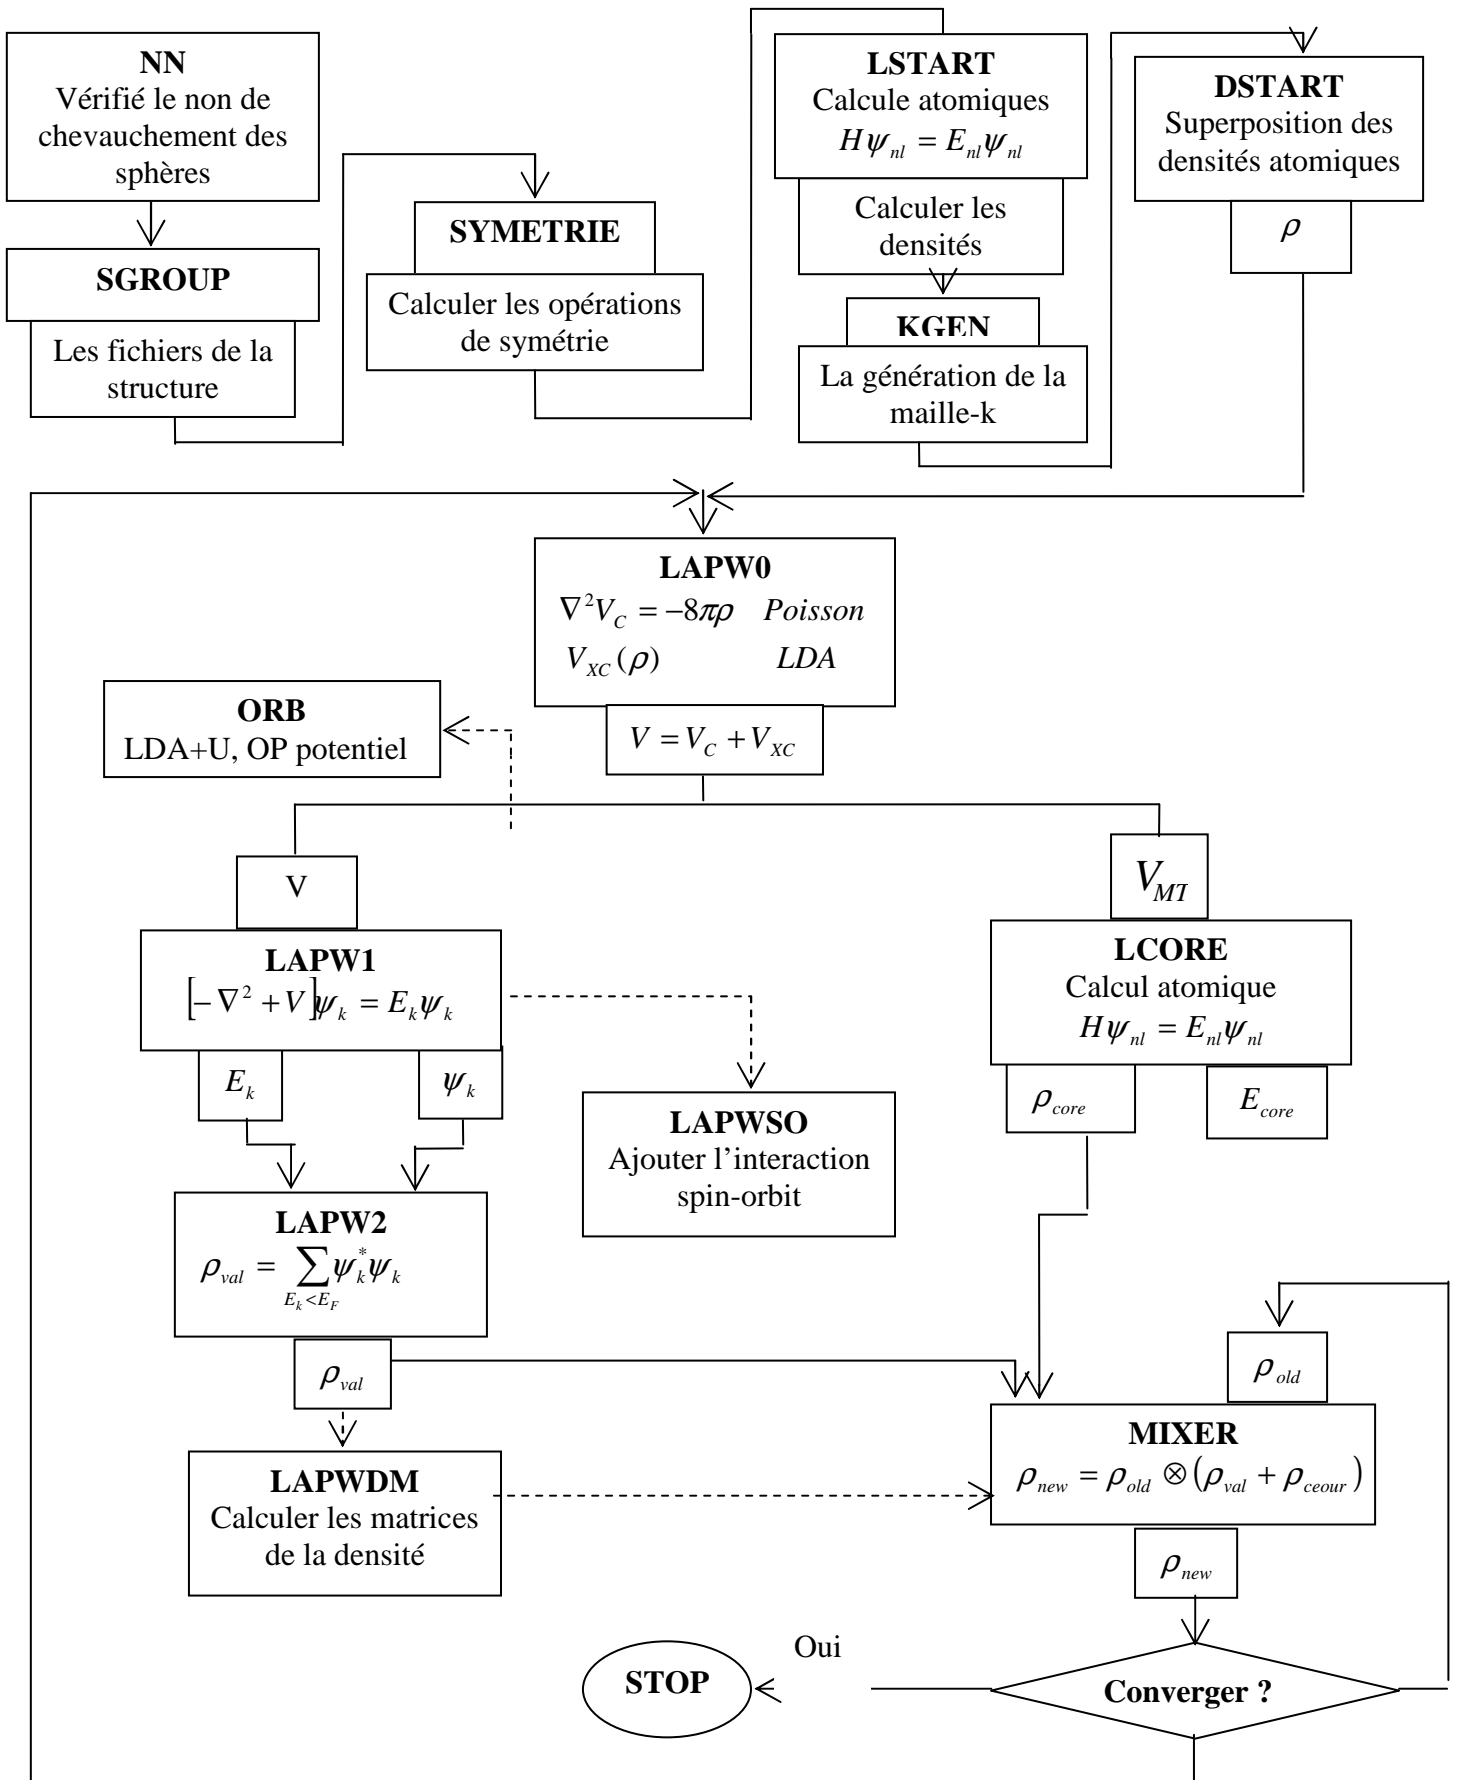 NN
Vérifié le non de
chevauchement des
sphères
SGROUP
Les fichiers de la
structure
SYMETRIE
Calculer les opérations
de symétrie
LSTART
Calcule atomiques
Hψ_nl = E_nl ψ_nl
Calculer les
densités
KGEN
La génération de la
maille-k
DSTART
Superposition des
densités atomiques
ρ
LAPW0
∇²V_C = −8πρ Poisson
V_XC(ρ) LDA
V = V_C + V_XC
ORB
LDA+U, OP potentiel
V
LAPW1
[−∇² + V]ψ_k = E_k ψ_k
E_k
ψ_k
LAPWSO
Ajouter l’interaction
spin-orbit
V_MT
LCORE
Calcul atomique
Hψ_nl = E_nl ψ_nl
ρ_core
E_core
LAPW2
ρ_val = ∑ ψ*_k ψ_k
E_k < E_F
ρ_val
LAPWDM
Calculer les matrices
de la densité
ρ_old
MIXER
ρ_new = ρ_old ⊗ (ρ_val + ρ_ceour)
ρ_new
Converger ?
Oui
STOP